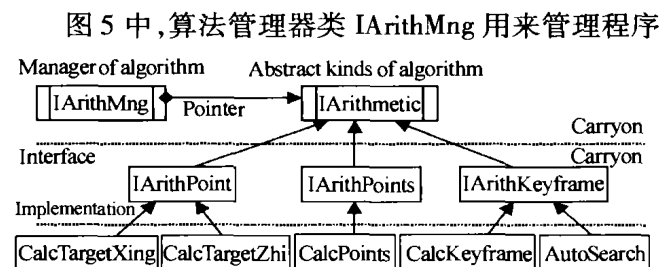 图 5 中,算法管理器类 IArithMng 用来管理程序
Manager of algorithm Abstract kinds of algorithm
IArithMng Pointer IArithmetic
Carryon
Interface Carryon
IArithPoint IArithPoints IArithKeyframe
Implementation
CalcTargetXing CalcTargetZhi CalcPoints CalcKeyframe AutoSearch